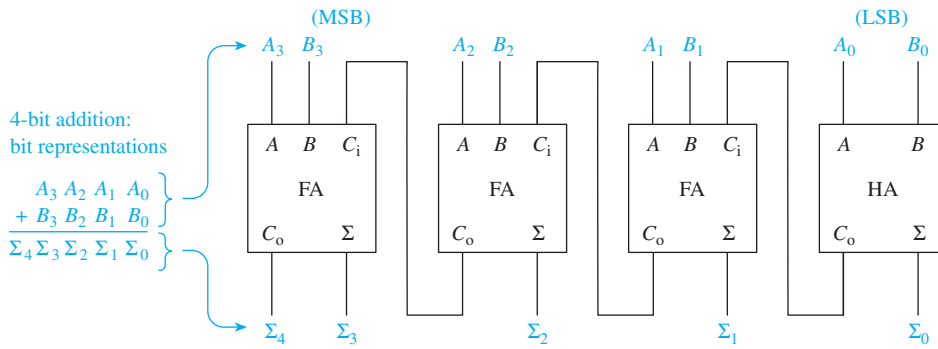 (MSB) (LSB)
A₃ B₃ A₂ B₂ A₁ B₁ A₀ B₀
4-bit addition:
bit representations
A₃ A₂ A₁ A₀
+ B₃ B₂ B₁ B₀
Σ₄ Σ₃ Σ₂ Σ₁ Σ₀
A B Cᵢ
FA
Cₒ Σ
A B Cᵢ
FA
Cₒ Σ
A B Cᵢ
FA
Cₒ Σ
A B
HA
Cₒ Σ
Σ₄ Σ₃ Σ₂ Σ₁ Σ₀